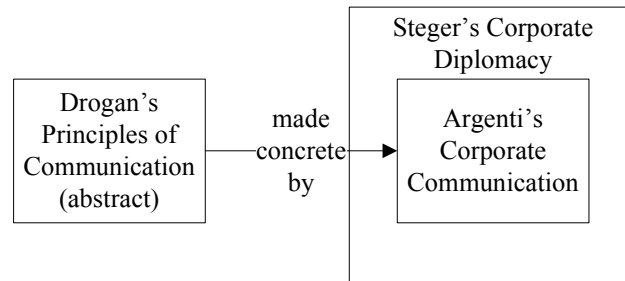 Steger’s Corporate
Diplomacy
Drogan’s
Principles of
Communication
(abstract)
made
concrete
by
Argenti’s
Corporate
Communication